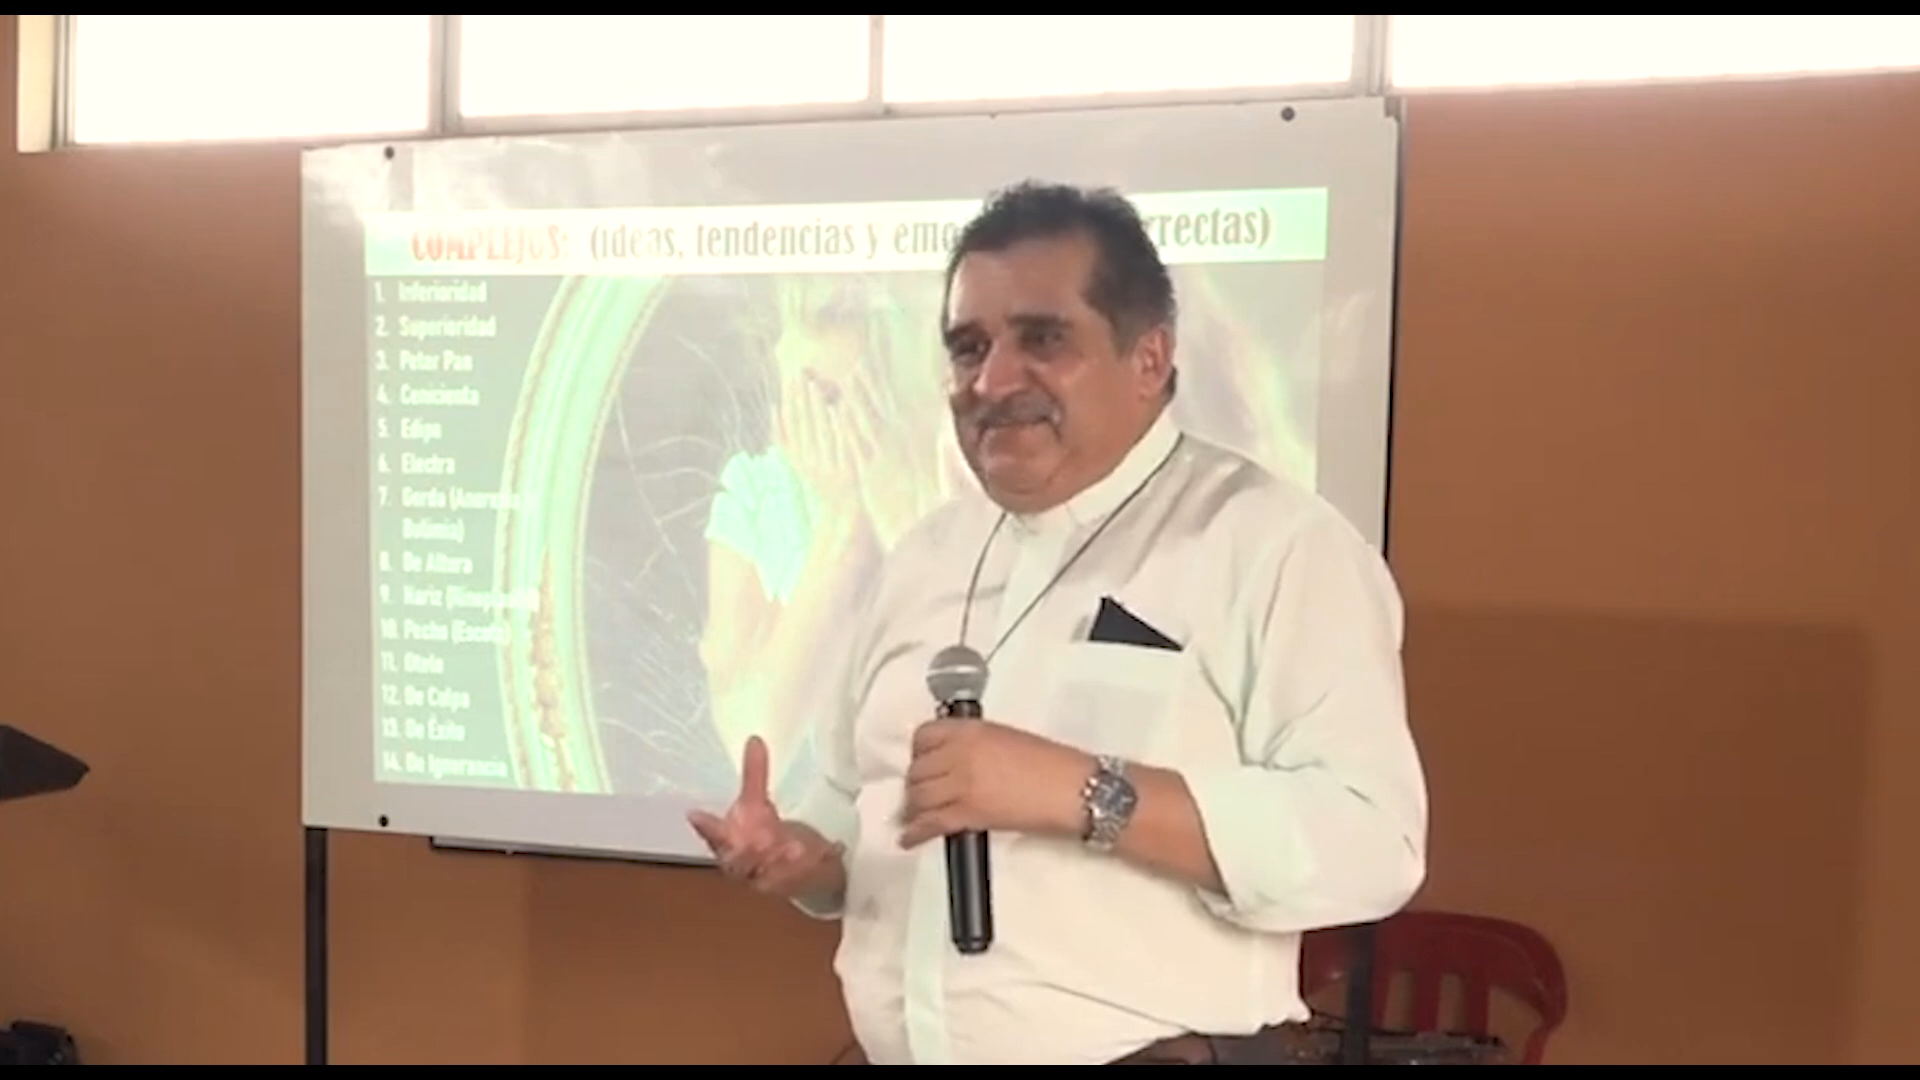 COMPLEJOS: (ideas, tendencias y emo rrectas)
1. Inferioridad
2. Superioridad
3. Peter Pan
4. Cenicienta
5. Edipo
6. Electra
7. Gordo (Anorexia
Bulimia)
8. De Altura
9. Nariz
10. Pecho
11. Otelo
12. De Culpa
13. De Éxito
14. De Ignorancia